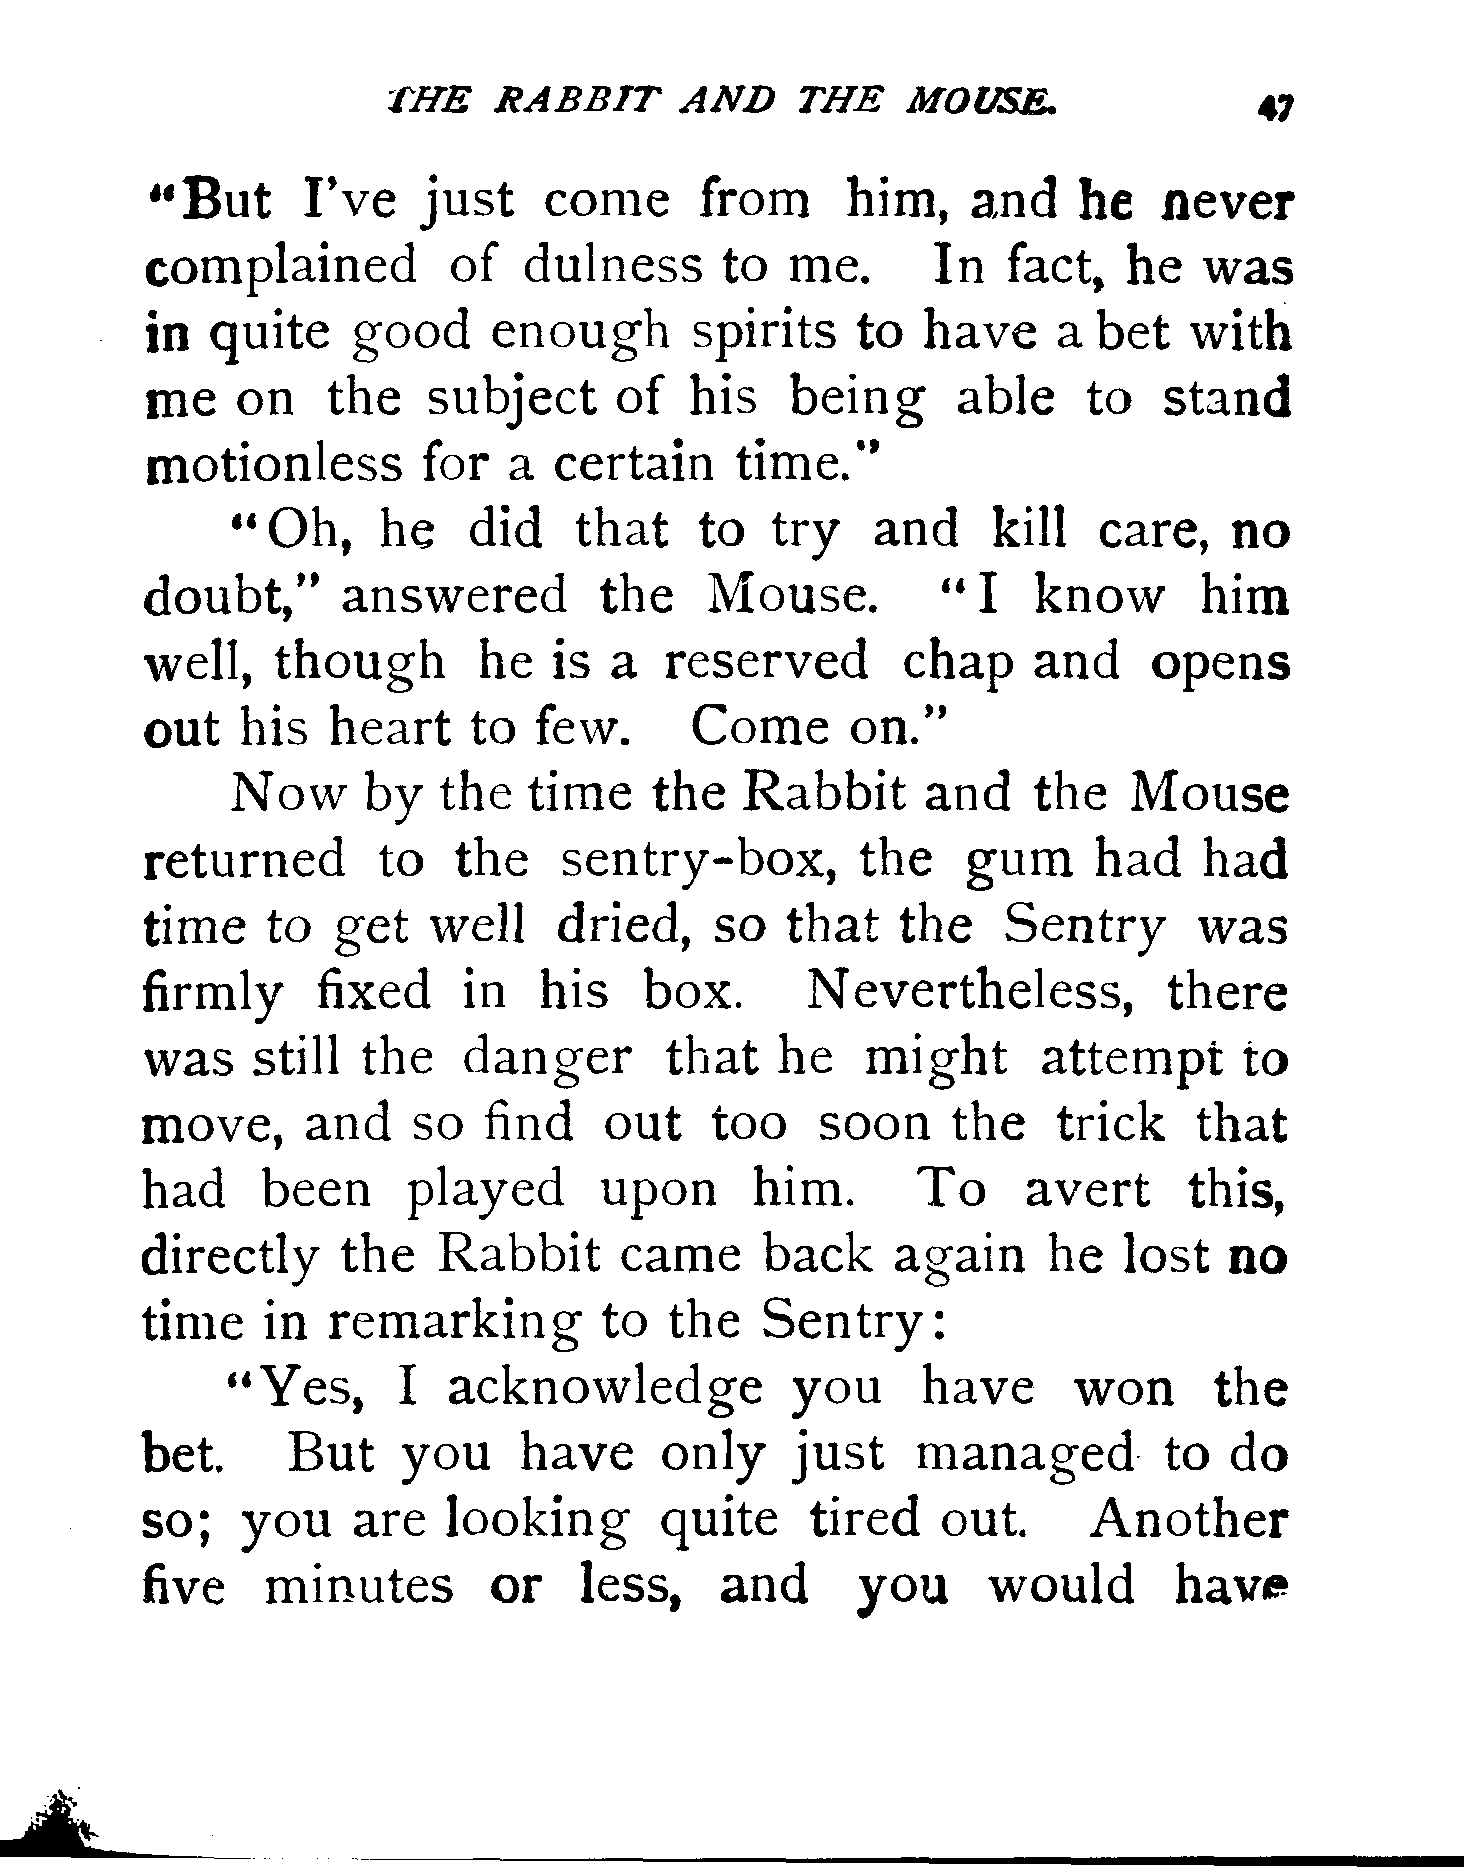 THE RABBIT AND THE MOUSE. 47
"But I've just come from him, and he never
complained of dulness to me. In fact, he was
in quite good enough spirits to have a bet with
me on the subject of his being able to stand
motionless for a certain time."
"Oh, he did that to try and kill care, no
doubt," answered the Mouse. "I know him
well, though he is a reserved chap and opens
out his heart to few. Come on."
Now by the time the Rabbit and the Mouse
returned to the sentry-box, the gum had had
time to get well dried, so that the Sentry was
firmly fixed in his box. Nevertheless, there
was still the danger that he might attempt to
move, and so find out too soon the trick that
had been played upon him. To avert this,
directly the Rabbit came back again he lost no
time in remarking to the Sentry:
"Yes, I acknowledge you have won the
bet. But you have only just managed to do
so; you are looking quite tired out. Another
five minutes or less, and you would have